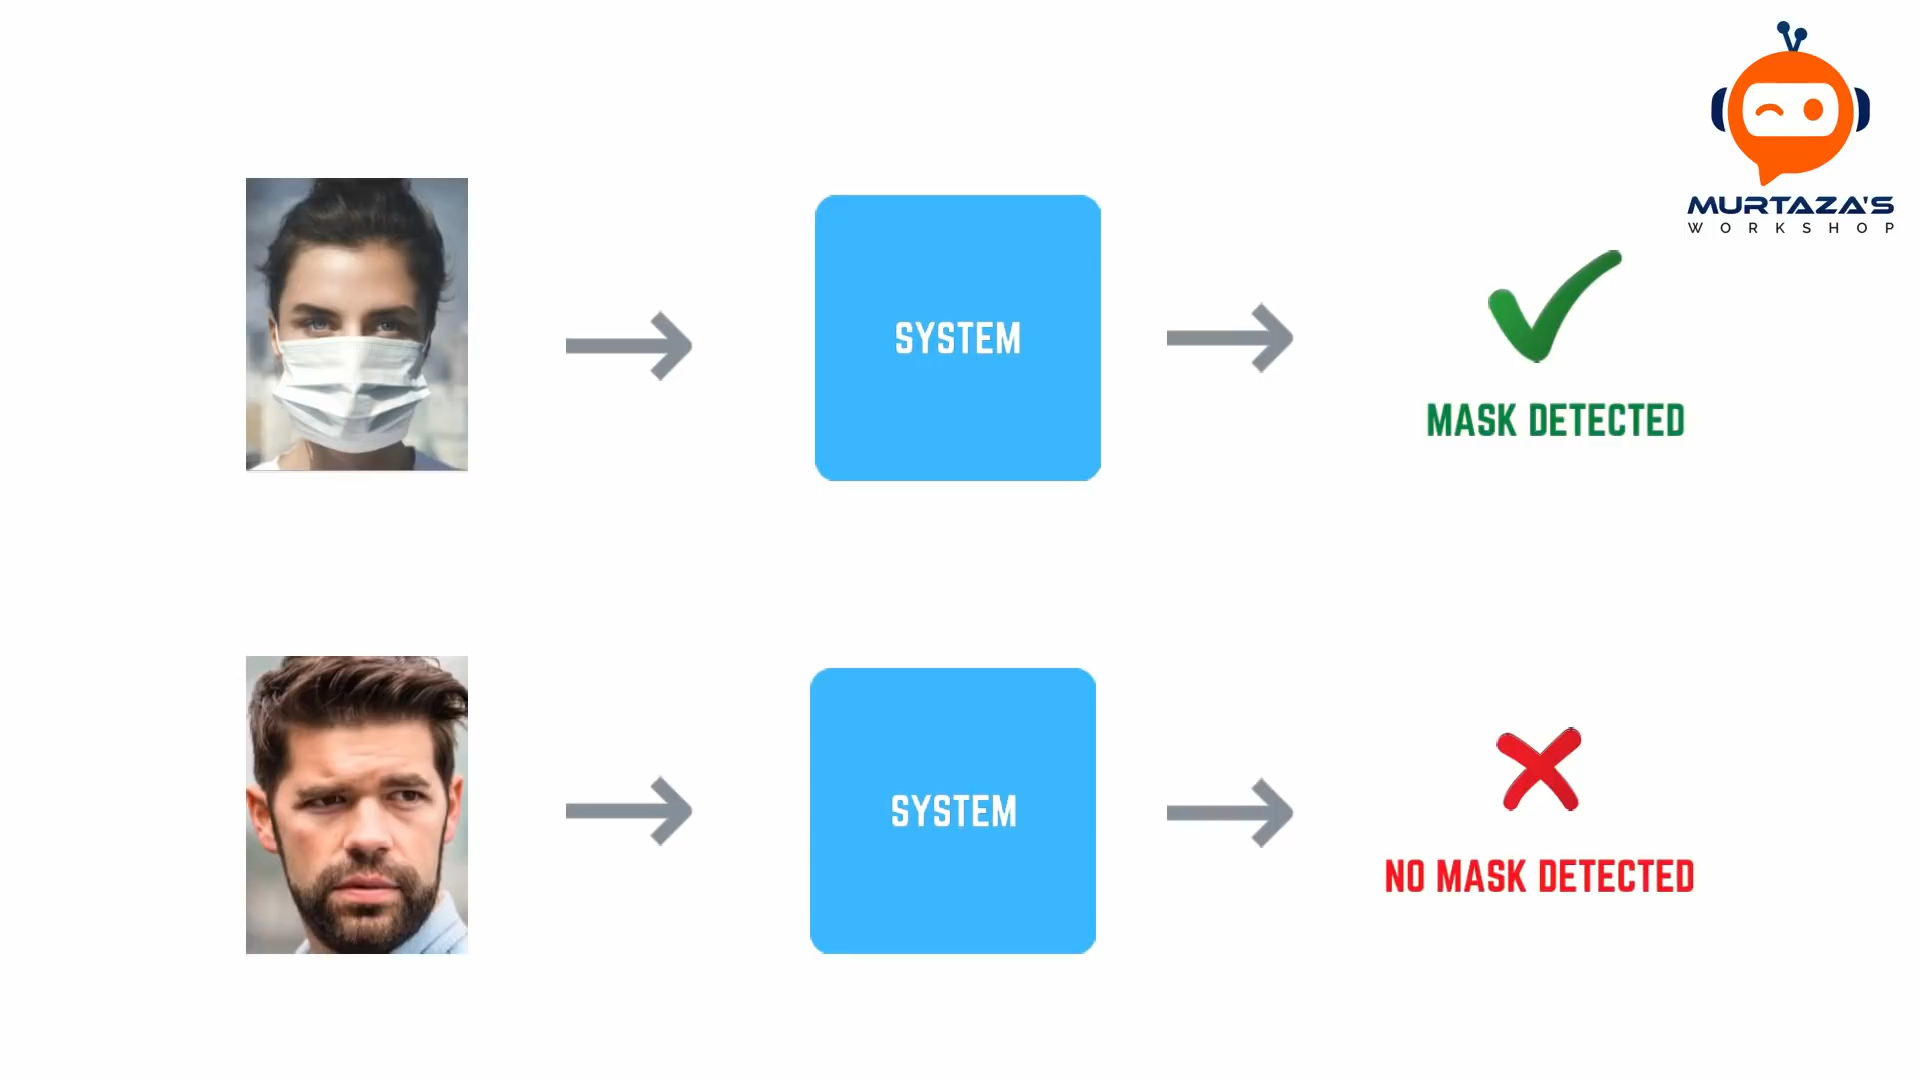 MURTAZA'S
WORKSHOP
SYSTEM
MASK DETECTED
SYSTEM
NO MASK DETECTED